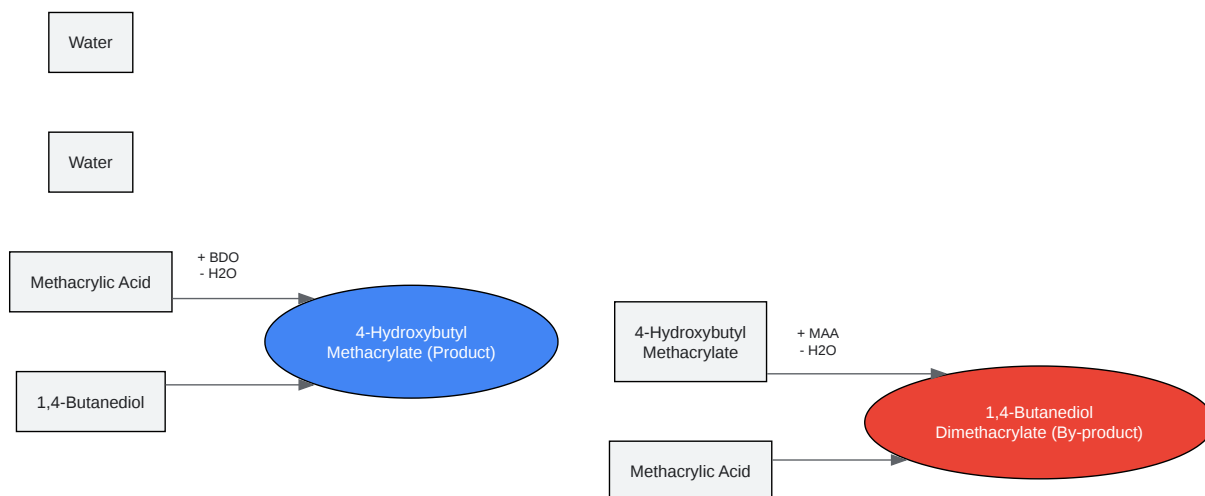 Water
Water
Methacrylic Acid
+ BDO
- H2O
4-Hydroxybutyl
Methacrylate (Product)
1,4-Butanediol
4-Hydroxybutyl
Methacrylate
+ MAA
- H2O
1,4-Butanediol
Dimethacrylate (By-product)
Methacrylic Acid